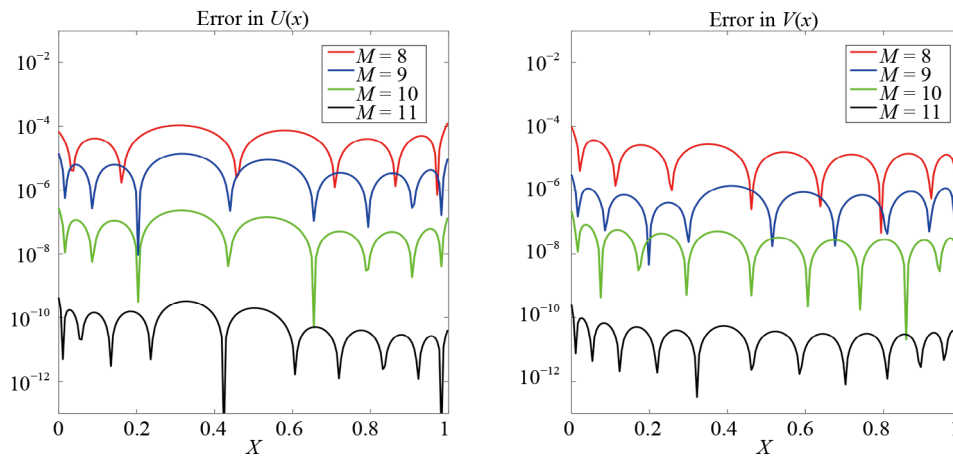 Error in U(x)
10⁻²
10⁻⁴
10⁻⁶
10⁻⁸
10⁻¹⁰
10⁻¹²
M = 8
M = 9
M = 10
M = 11
0 0.2 0.4 0.6 0.8 1
X
Error in V(x)
10⁻²
10⁻⁴
10⁻⁶
10⁻⁸
10⁻¹⁰
10⁻¹²
M = 8
M = 9
M = 10
M = 11
0 0.2 0.4 0.6 0.8 1
X